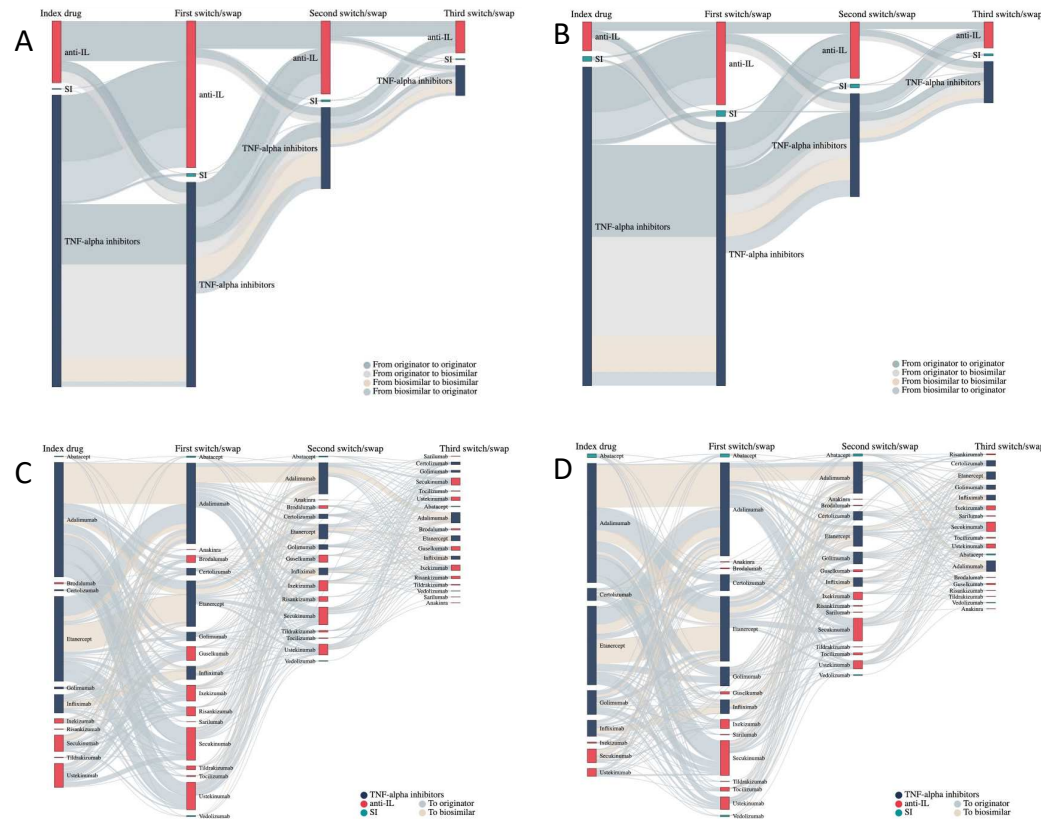 A
Index drug
First switch/swap
Second switch/swap
Third switch/swap
anti-IL
SI
TNF-alpha inhibitors
anti-IL
SI
TNF-alpha inhibitors
anti-IL
SI
TNF-alpha inhibitors
anti-IL
SI
TNF-alpha inhibitors
From originator to originator
From originator to biosimilar
From biosimilar to biosimilar
From biosimilar to originator
B
Index drug
First switch/swap
Second switch/swap
Third switch/swap
anti-IL
SI
TNF-alpha inhibitors
anti-IL
SI
TNF-alpha inhibitors
anti-IL
SI
TNF-alpha inhibitors
anti-IL
SI
TNF-alpha inhibitors
From originator to originator
From originator to biosimilar
From biosimilar to biosimilar
From biosimilar to originator
C
Index drug
First switch/swap
Second switch/swap
Third switch/swap
Abatacept
Adalimumab
Brodalumab
Certolizumab
Etanercept
Golimumab
Infliximab
Ixekizumab
Risankizumab
Secukinumab
Tildrakizumab
Ustekinumab
Abatacept
Adalimumab
Anakinra
Brodalumab
Certolizumab
Etanercept
Golimumab
Guselkumab
Infliximab
Ixekizumab
Risankizumab
Sarilumab
Secukinumab
Tildrakizumab
Tocilizumab
Ustekinumab
Vedolizumab
Abatacept
Adalimumab
Anakinra
Brodalumab
Certolizumab
Etanercept
Golimumab
Guselkumab
Infliximab
Ixekizumab
Risankizumab
Secukinumab
Tildrakizumab
Tocilizumab
Ustekinumab
Vedolizumab
Sarilumab
Certolizumab
Golimumab
Secukinumab
Tocilizumab
Ustekinumab
Abatacept
Adalimumab
Brodalumab
Etanercept
Guselkumab
Infliximab
Ixekizumab
Risankizumab
Tildrakizumab
Vedolizumab
Sarilumab
Anakinra
TNF-alpha inhibitors
anti-IL
SI
To originator
To biosimilar
D
Index drug
First switch/swap
Second switch/swap
Third switch/swap
Abatacept
Adalimumab
Certolizumab
Etanercept
Golimumab
Infliximab
Ixekizumab
Secukinumab
Ustekinumab
Abatacept
Adalimumab
Anakinra
Brodalumab
Certolizumab
Etanercept
Golimumab
Guselkumab
Infliximab
Ixekizumab
Sarilumab
Secukinumab
Tildrakizumab
Tocilizumab
Ustekinumab
Vedolizumab
Abatacept
Adalimumab
Anakinra
Brodalumab
Certolizumab
Etanercept
Golimumab
Guselkumab
Infliximab
Ixekizumab
Risankizumab
Sarilumab
Secukinumab
Tildrakizumab
Tocilizumab
Ustekinumab
Vedolizumab
Risankizumab
Certolizumab
Etanercept
Golimumab
Infliximab
Ixekizumab
Sarilumab
Secukinumab
Tocilizumab
Ustekinumab
Abatacept
Adalimumab
Brodalumab
Guselkumab
Risankizumab
Tildrakizumab
Vedolizumab
Anakinra
TNF-alpha inhibitors
anti-IL
SI
To originator
To biosimilar